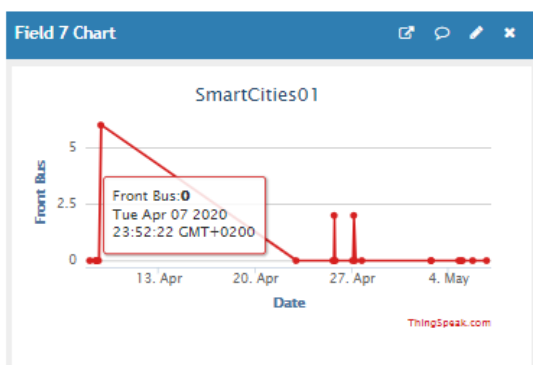 Field 7 Chart
SmartCities01
Front Bus
5
2.5
0
Front Bus:0
Tue Apr 07 2020
23:52:22 GMT+0200
13. Apr
20. Apr
27. Apr
4. May
Date
ThingSpeak.com